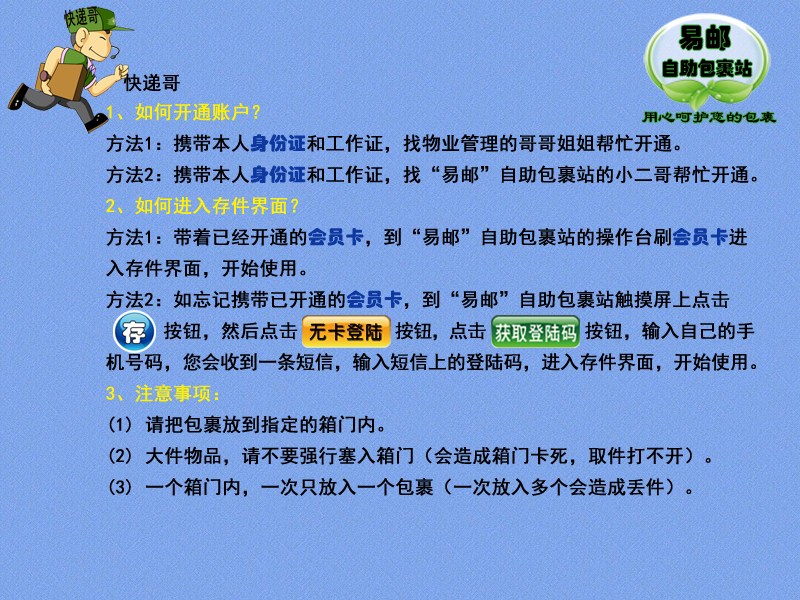 快递哥
易邮
自助包裹站
用心呵护您的包裹
快递哥
1、如何开通账户？
方法1：携带本人身份证和工作证，找物业管理的哥哥姐姐帮忙开通。
方法2：携带本人身份证和工作证，找“易邮”自助包裹站的小二哥帮忙开通。
2、如何进入存件界面？
方法1：带着已经开通的会员卡，到“易邮”自助包裹站的操作台刷会员卡进
入存件界面，开始使用。
方法2：如忘记携带已开通的会员卡，到“易邮”自助包裹站触摸屏上点击
存 按钮，然后点击 无卡登陆 按钮，点击 获取登陆码 按钮，输入自己的手
机号码，您会收到一条短信，输入短信上的登陆码，进入存件界面，开始使用。
3、注意事项：
(1) 请把包裹放到指定的箱门内。
(2) 大件物品，请不要强行塞入箱门（会造成箱门卡死，取件打不开）。
(3) 一个箱门内，一次只放入一个包裹（一次放入多个会造成丢件）。